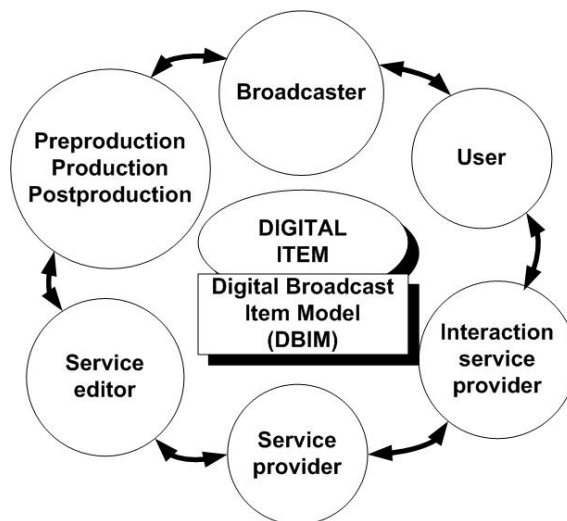 Broadcaster
Preproduction
Production
Postproduction
User
DIGITAL
ITEM
Digital Broadcast
Item Model
(DBIM)
Interaction
service
provider
Service
editor
Service
provider